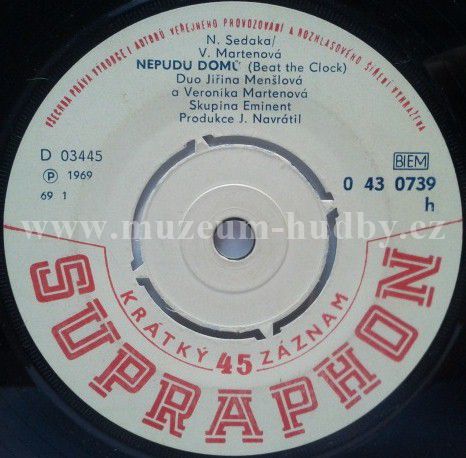 VŠECHNA PRÁVA VÝROBCE I AUTORŮ VEŘEJNÉHO PROVOZOVÁNÍ A ROZHLASOVÉHO ŠÍŘENÍ VYHRAŽENA
N. Sedaka/
V. Martenová
NEPUDU DOMŮ (Beat the Clock)
Duo Jiřina Menšlová
a Veronika Martenová
Skupina Eminent
Produkce J. Navrátil
D 03445
Ⓟ 1969
69 1
BIEM
0 43 0739
h
www.muzeum-hudby.cz
KRÁTKÝ 45 ZÁZNAM
SUPRAPHON